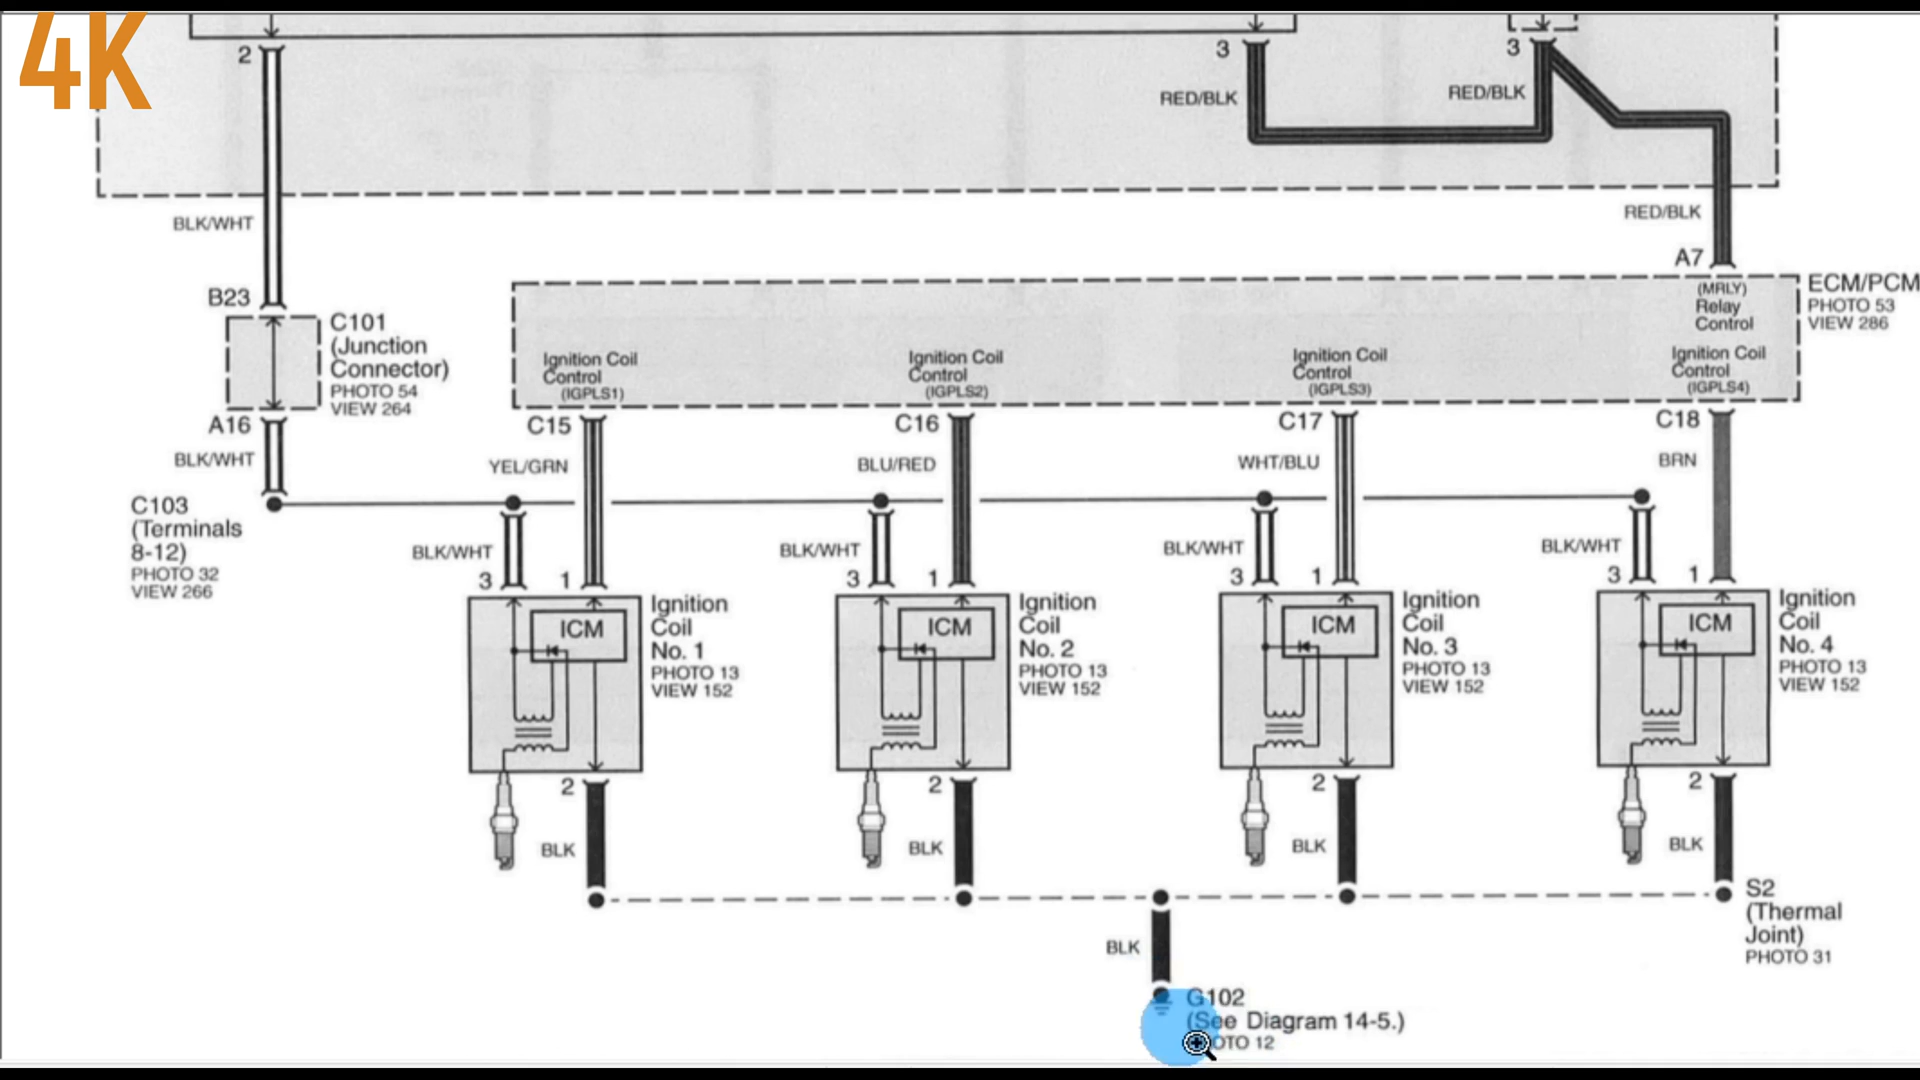 4K
2
3
3
RED/BLK
RED/BLK
BLK/WHT
RED/BLK
A7
B23
C101
(Junction
Connector)
PHOTO 54
VIEW 264
(MRLY)
Relay
Control
ECM/PCM
PHOTO 53
VIEW 286
Ignition Coil
Control
(IGPLS1)
Ignition Coil
Control
(IGPLS2)
Ignition Coil
Control
(IGPLS3)
Ignition Coil
Control
(IGPLS4)
A16
C15
C16
C17
C18
BLK/WHT
YEL/GRN
BLU/RED
WHT/BLU
BRN
C103
(Terminals
8-12)
PHOTO 32
VIEW 266
BLK/WHT
BLK/WHT
BLK/WHT
BLK/WHT
3
1
3
1
3
1
3
1
ICM
Ignition
Coil
No. 1
PHOTO 13
VIEW 152
ICM
Ignition
Coil
No. 2
PHOTO 13
VIEW 152
ICM
Ignition
Coil
No. 3
PHOTO 13
VIEW 152
ICM
Ignition
Coil
No. 4
PHOTO 13
VIEW 152
2
2
2
2
BLK
BLK
BLK
BLK
S2
(Thermal
Joint)
PHOTO 31
BLK
G102
(See Diagram 14-5.)
12